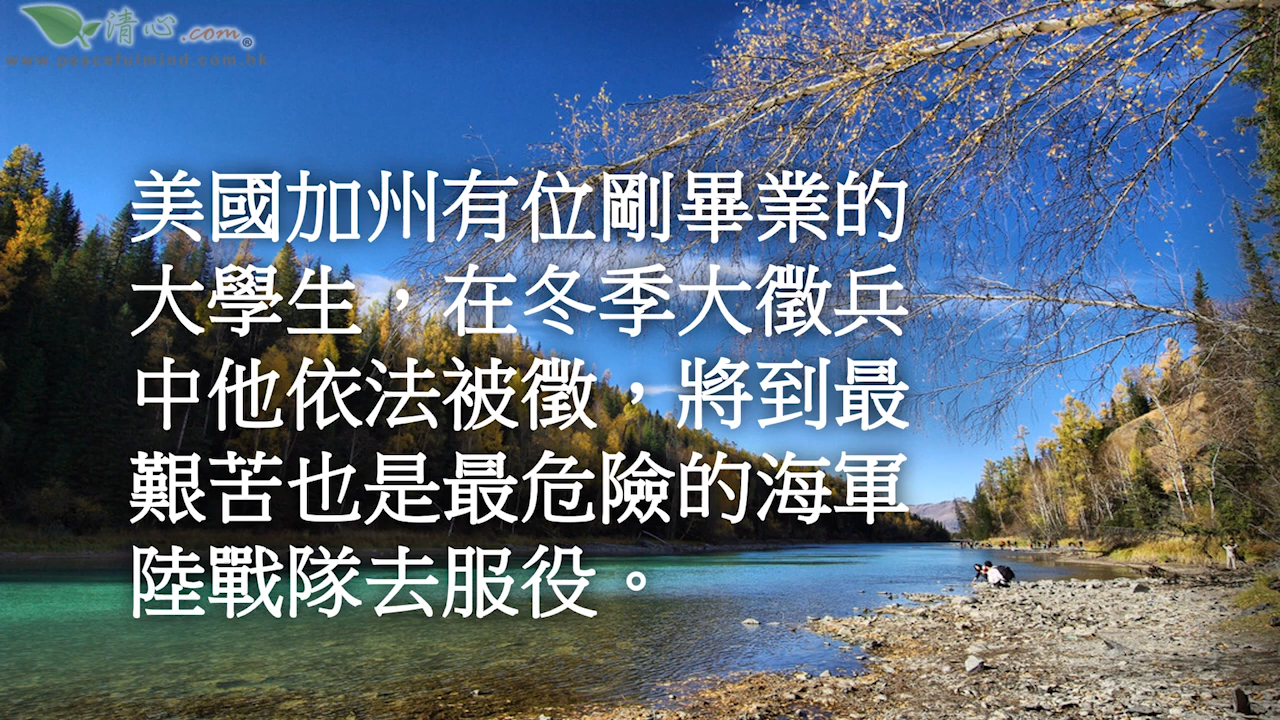 清心.com®
www.peacefulmind.com.hk
美國加州有位剛畢業的
大學生，在冬季大徵兵
中他依法被徵，將到最
艱苦也是最危險的海軍
陸戰隊去服役。